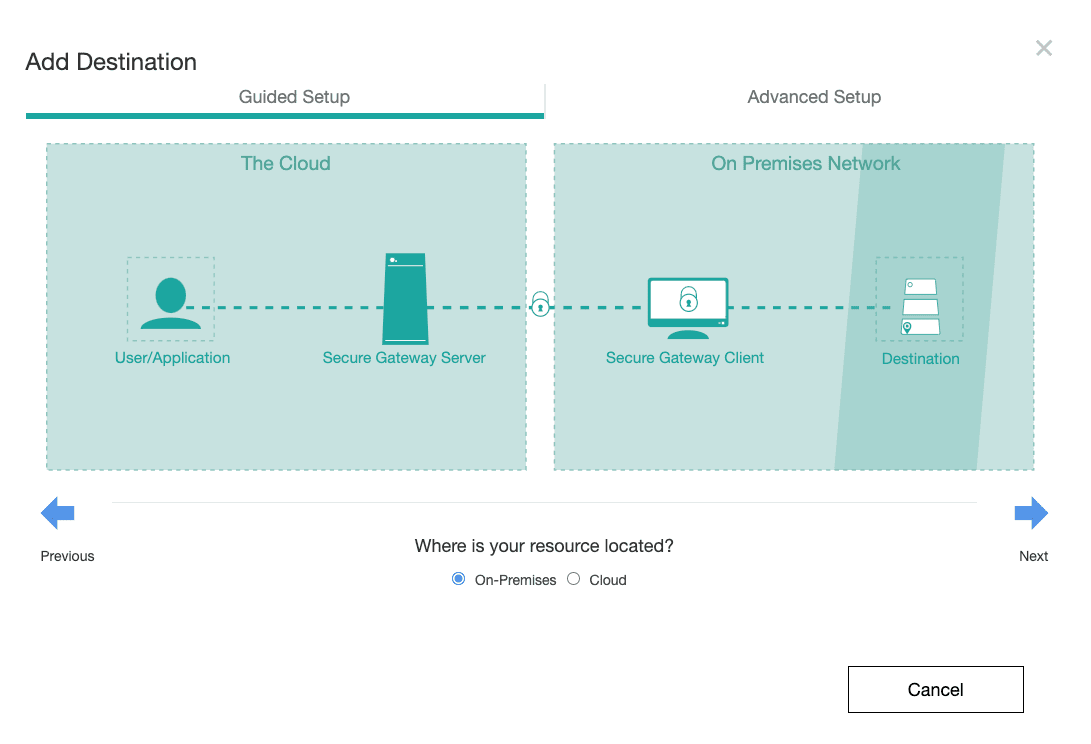 Add Destination
Guided Setup
Advanced Setup
The Cloud
On Premises Network
User/Application
Secure Gateway Server
Secure Gateway Client
Destination
Previous
Next
Where is your resource located?
On-Premises
Cloud
Cancel